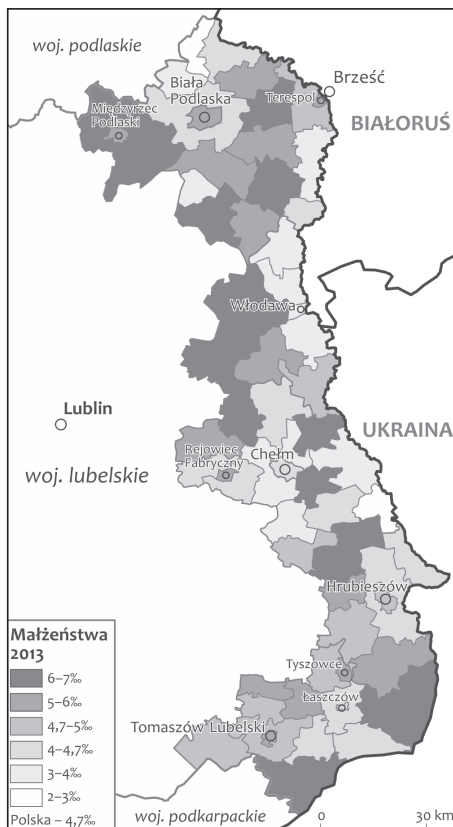 woj. podlaskie
Biała
Podlaska
Brześć
Terespol
Międzyrzec
Podlaski
BIAŁORUŚ
Włodawa
Lublin
UKRAINA
Rejowiec
Fabryczny
Chełm
woj. lubelskie
Hrubieszów
Małżeństwa
2013
6–7‰
5–6‰
4,7–5‰
4–4,7‰
3–4‰
2–3‰
Polska – 4,7‰
Tyszowce
Łaszczów
Tomaszów Lubelski
woj. podkarpackie
0 30 km